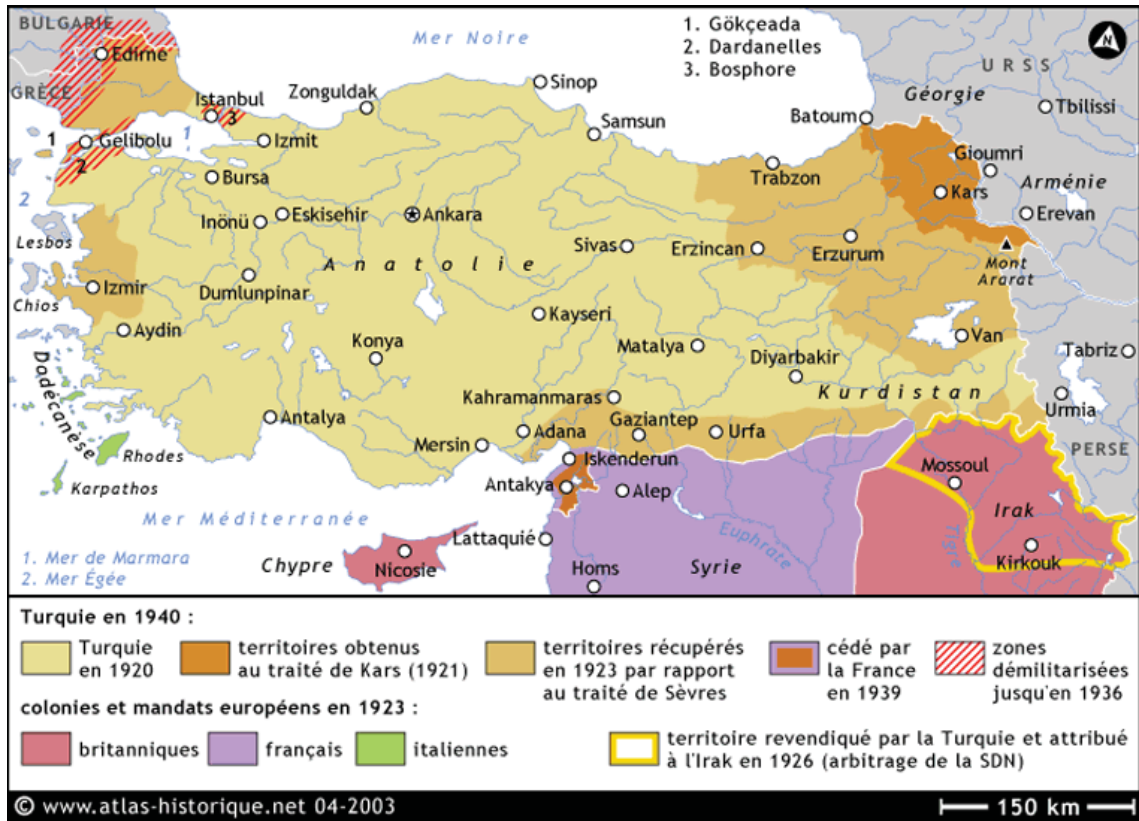 BULGARIE
Edirne
GRÈCE
Mer Noire
1. Gökçeada
2. Dardanelles
3. Bosphore
N
URSS
Géorgie
Tbilissi
Batoum
Sinop
Zonguldak
Istanbul
3
1
Gelibolu
2
1
Izmit
Samsun
Trabzon
Gioumri
Kars
Arménie
Erevan
Bursa
2
Inönü
Eskisehir
Ankara
Sivas
Erzincan
Erzurum
Mont
Ararat
Lesbos
Anatolie
Izmir
Dumlunpinar
Chios
Aydin
Kayseri
Konya
Matalya
Diyarbakir
Van
Tabriz
Kahramanmaras
Kurdistan
Urmia
Dodécanèse
Antalya
Gaziantep
Mersin
Adana
Urfa
PERSE
Rhodes
Iskenderun
Mossoul
Karpathos
Antakya
Alep
Mer Méditerranée
Irak
Lattaquié
Euphrate
Tigre
1. Mer de Marmara
2. Mer Égée
Chypre
Nicosie
Homs
Syrie
Kirkouk
Turquie en 1940 :
Turquie
en 1920
territoires obtenus
au traité de Kars (1921)
territoires récupérés
en 1923 par rapport
au traité de Sèvres
cédé par
la France
en 1939
zones
démilitarisées
jusqu'en 1936
colonies et mandats européens en 1923 :
britanniques
français
italiennes
territoire revendiqué par la Turquie et attribué
à l'Irak en 1926 (arbitrage de la SDN)
© www.atlas-historique.net 04-2003
150 km